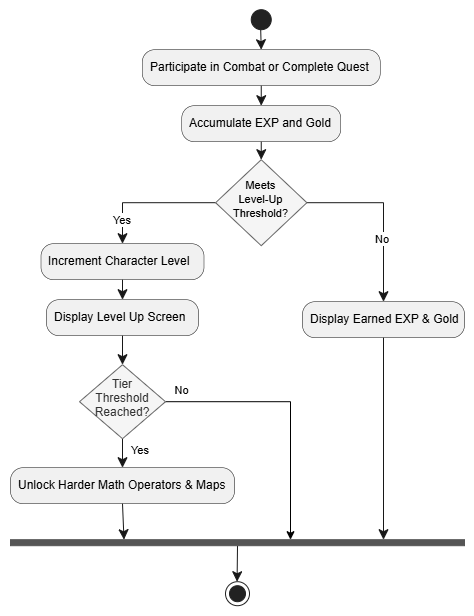 Participate in Combat or Complete Quest
Accumulate EXP and Gold
Meets
Level-Up
Threshold?
Yes
No
Increment Character Level
Display Level Up Screen
Display Earned EXP & Gold
Tier
Threshold
Reached?
No
Yes
Unlock Harder Math Operators & Maps